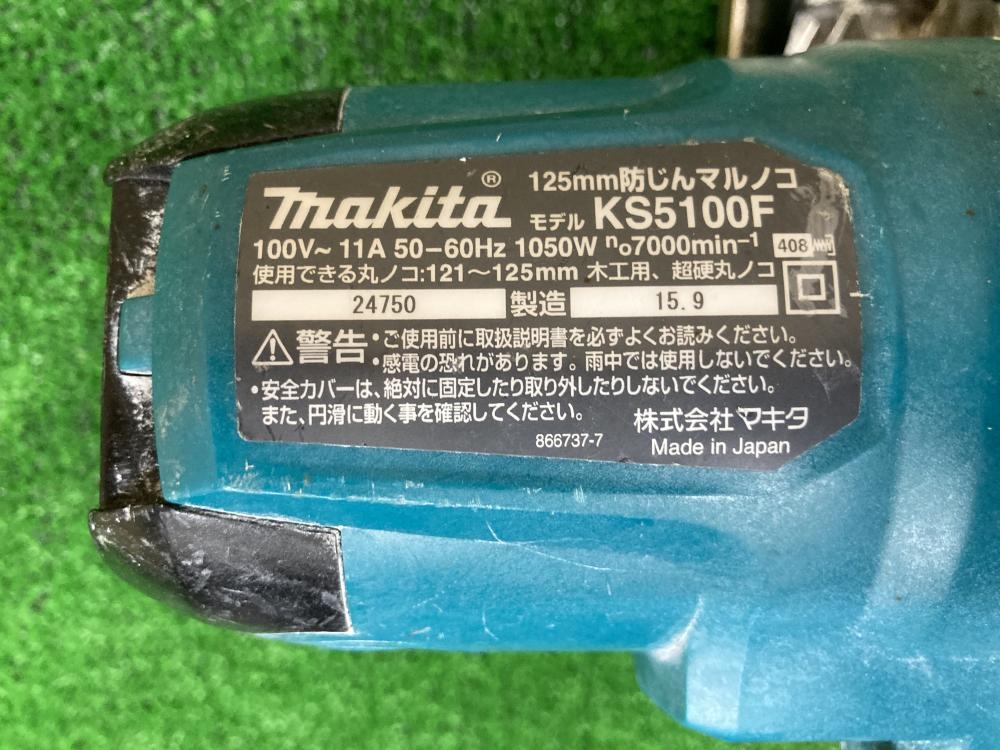 makita® 125mm防じんマルノコ
モデル KS5100F
100V~ 11A 50-60Hz 1050W n₀7000min⁻¹ 408
使用できる丸ノコ:121~125mm 木工用、超硬丸ノコ
24750 製造 15.9
警告 •ご使用前に取扱説明書を必ずよくお読みください。
•感電の恐れがあります。雨中では使用しないでください。
•安全カバーは、絶対に固定したり取り外したりしないでください。
また、円滑に動く事を確認してください。
株式会社マキタ
866737-7 Made in Japan